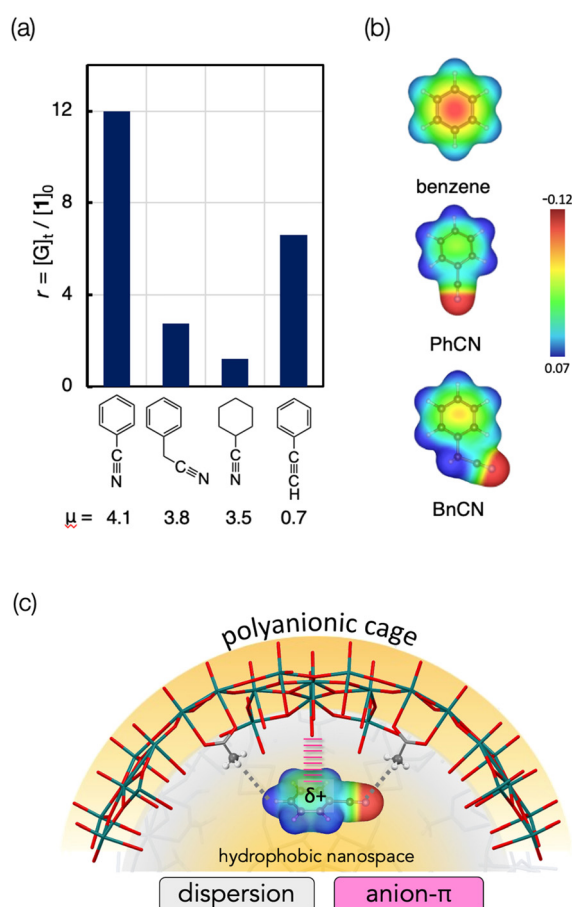 (a)
r = [G]t / [1]0
12
8
4
0
C
N
CN
C
N
C
C
H
μ = 4.1 3.8 3.5 0.7
(b)
benzene
PhCN
BnCN
-0.12
0.07
(c)
polyanionic cage
δ+
hydrophobic nanospace
dispersion
anion-π